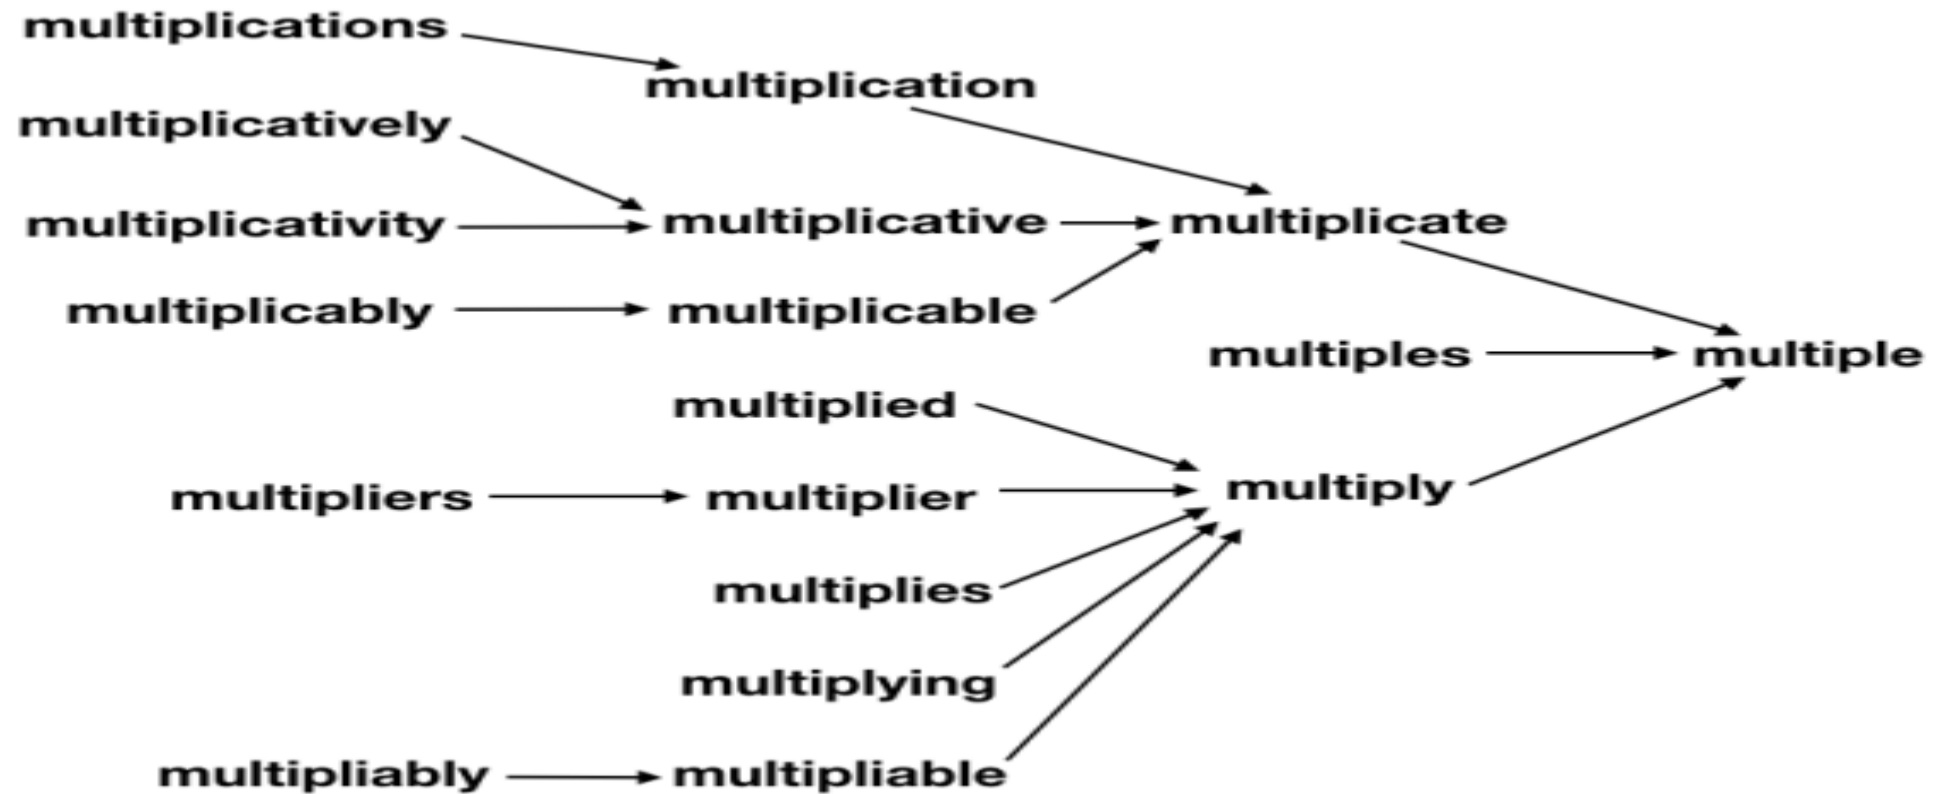 multiplications
multiplication
multiplicatively
multiplicativity multiplicative multiplicate
multiplicably multiplicable
multiples multiple
multiplied
multipliers multiplier multiply
multiplies
multiplying
multipliably multipliable